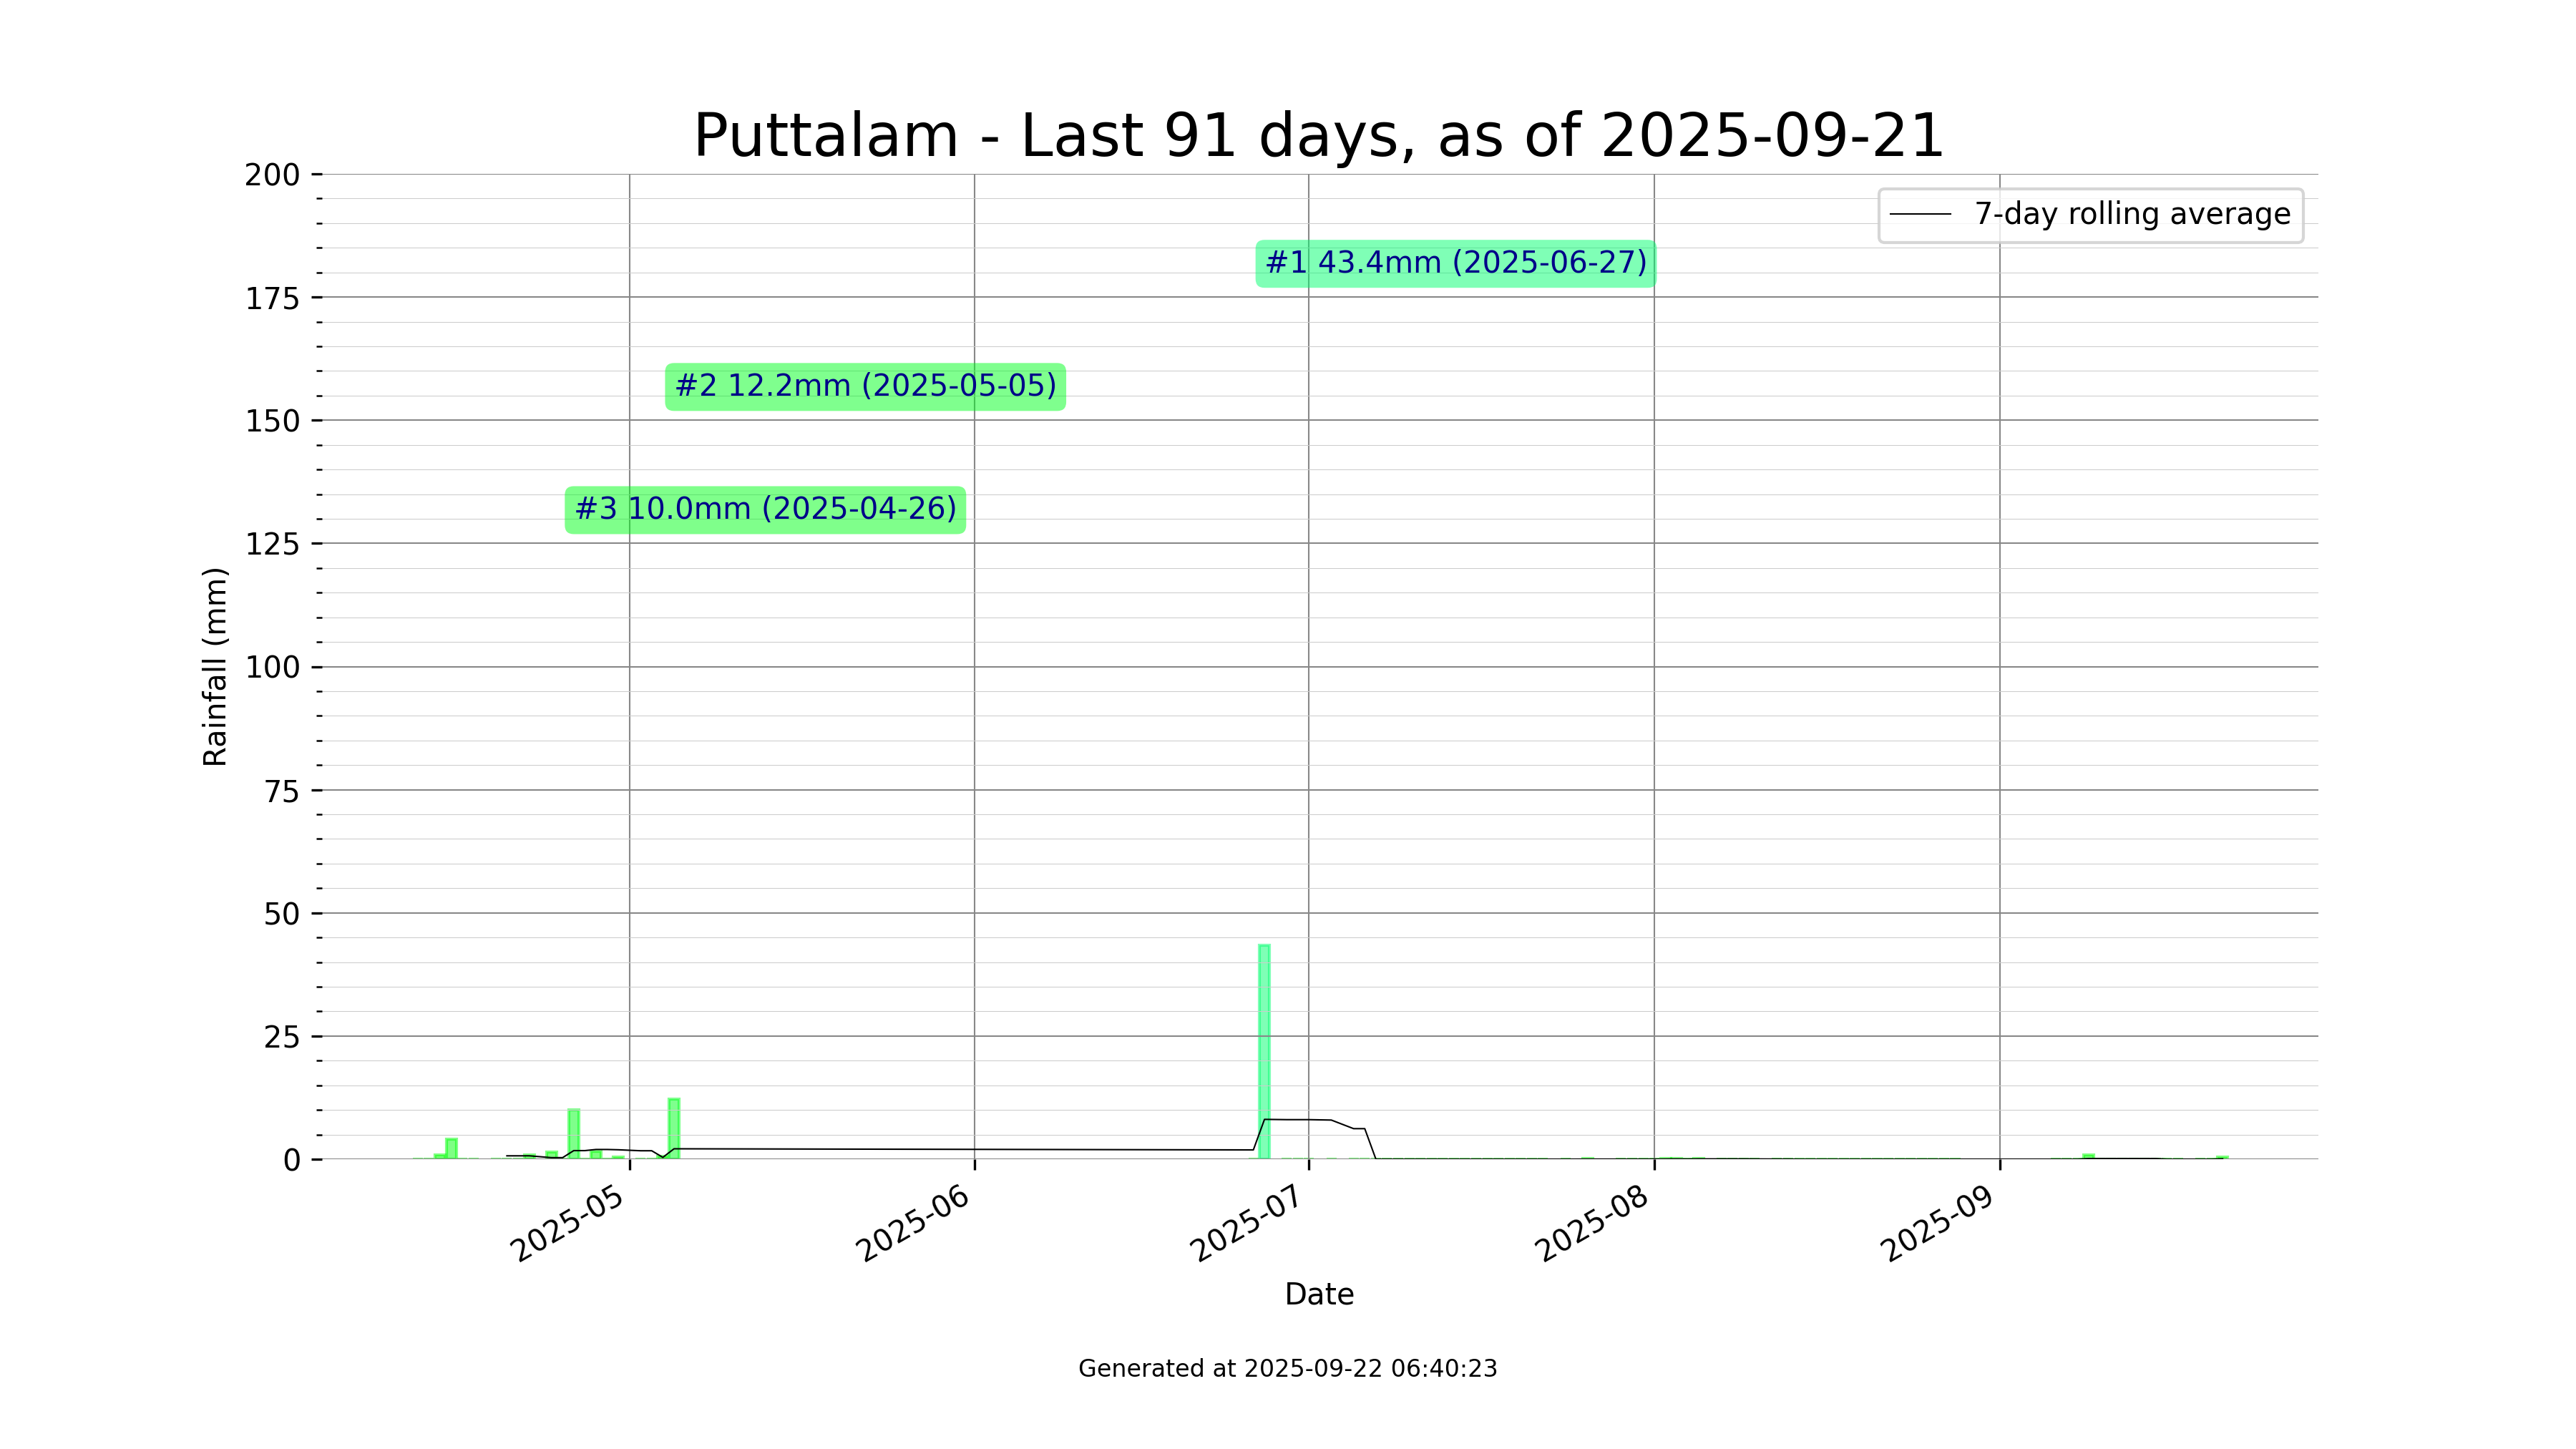 Puttalam - Last 91 days, as of 2025-09-21
200
175
150
125
100
75
50
25
0
Rainfall (mm)
7-day rolling average
#1 43.4mm (2025-06-27)
#2 12.2mm (2025-05-05)
#3 10.0mm (2025-04-26)
2025-05
2025-06
2025-07
2025-08
2025-09
Date
Generated at 2025-09-22 06:40:23